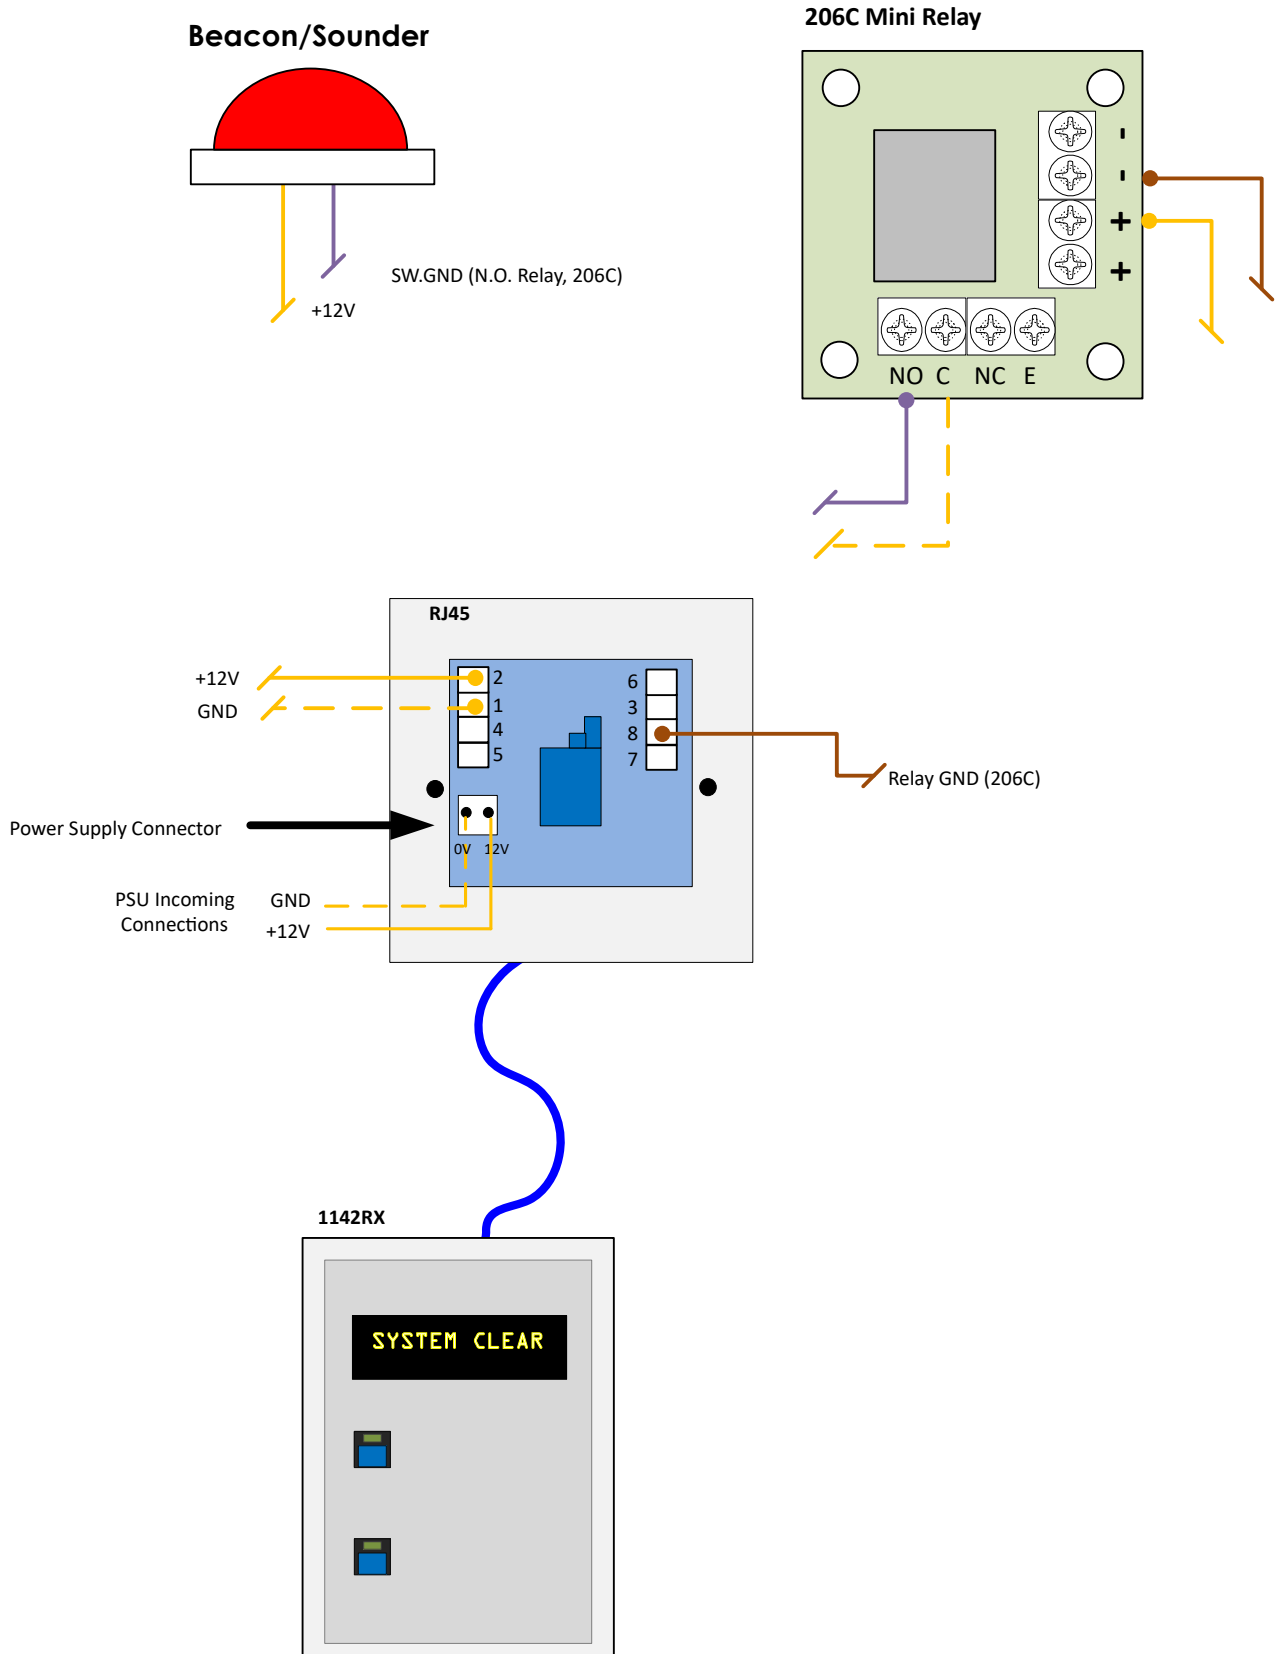 206C Mini Relay
Beacon/Sounder
-
-
+
+
SW.GND (N.O. Relay, 206C)
+12V
NO C NC E
RJ45
+12V
GND
2
1
4
5
6
3
8
7
Relay GND (206C)
Power Supply Connector
0V 12V
PSU Incoming
Connections
GND
+12V
1142RX
SYSTEM CLEAR